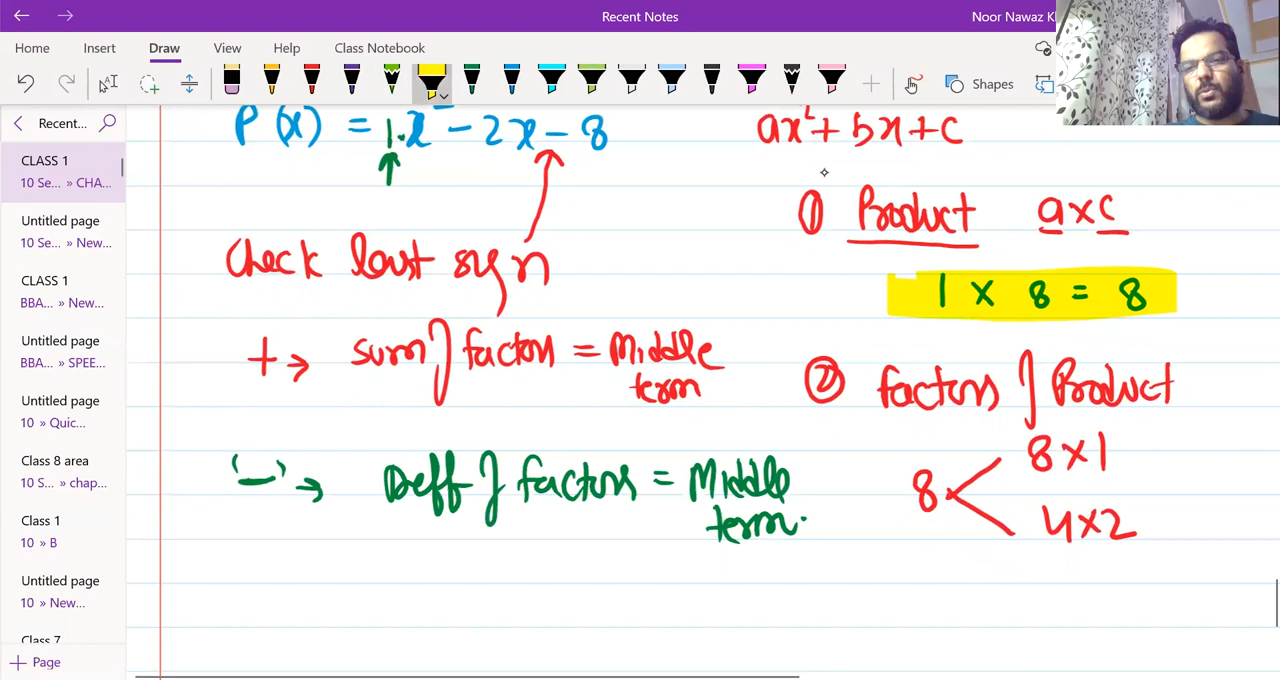 Recent Notes
Noor Nawaz Kh
Home Insert Draw View Help Class Notebook
Shapes
Recent...
CLASS 1
10 Se... » CHA...
Untitled page
10 Se... » New...
CLASS 1
BBA... » New...
Untitled page
BBA... » SPEE...
Untitled page
10 » Quic...
Class 8 area
10 S... » chap...
Class 1
10 » B
Untitled page
10 » New...
Class 7
Page
P(x) = 1·x² - 2x - 8
check last sign
+ → sum of factors = Middle
term
'-' → Deff of factors = Middle
term.
ax² + bx + c
① Product a x c
1 x 8 = 8
② factors of Product
8 < 8 x 1
4 x 2